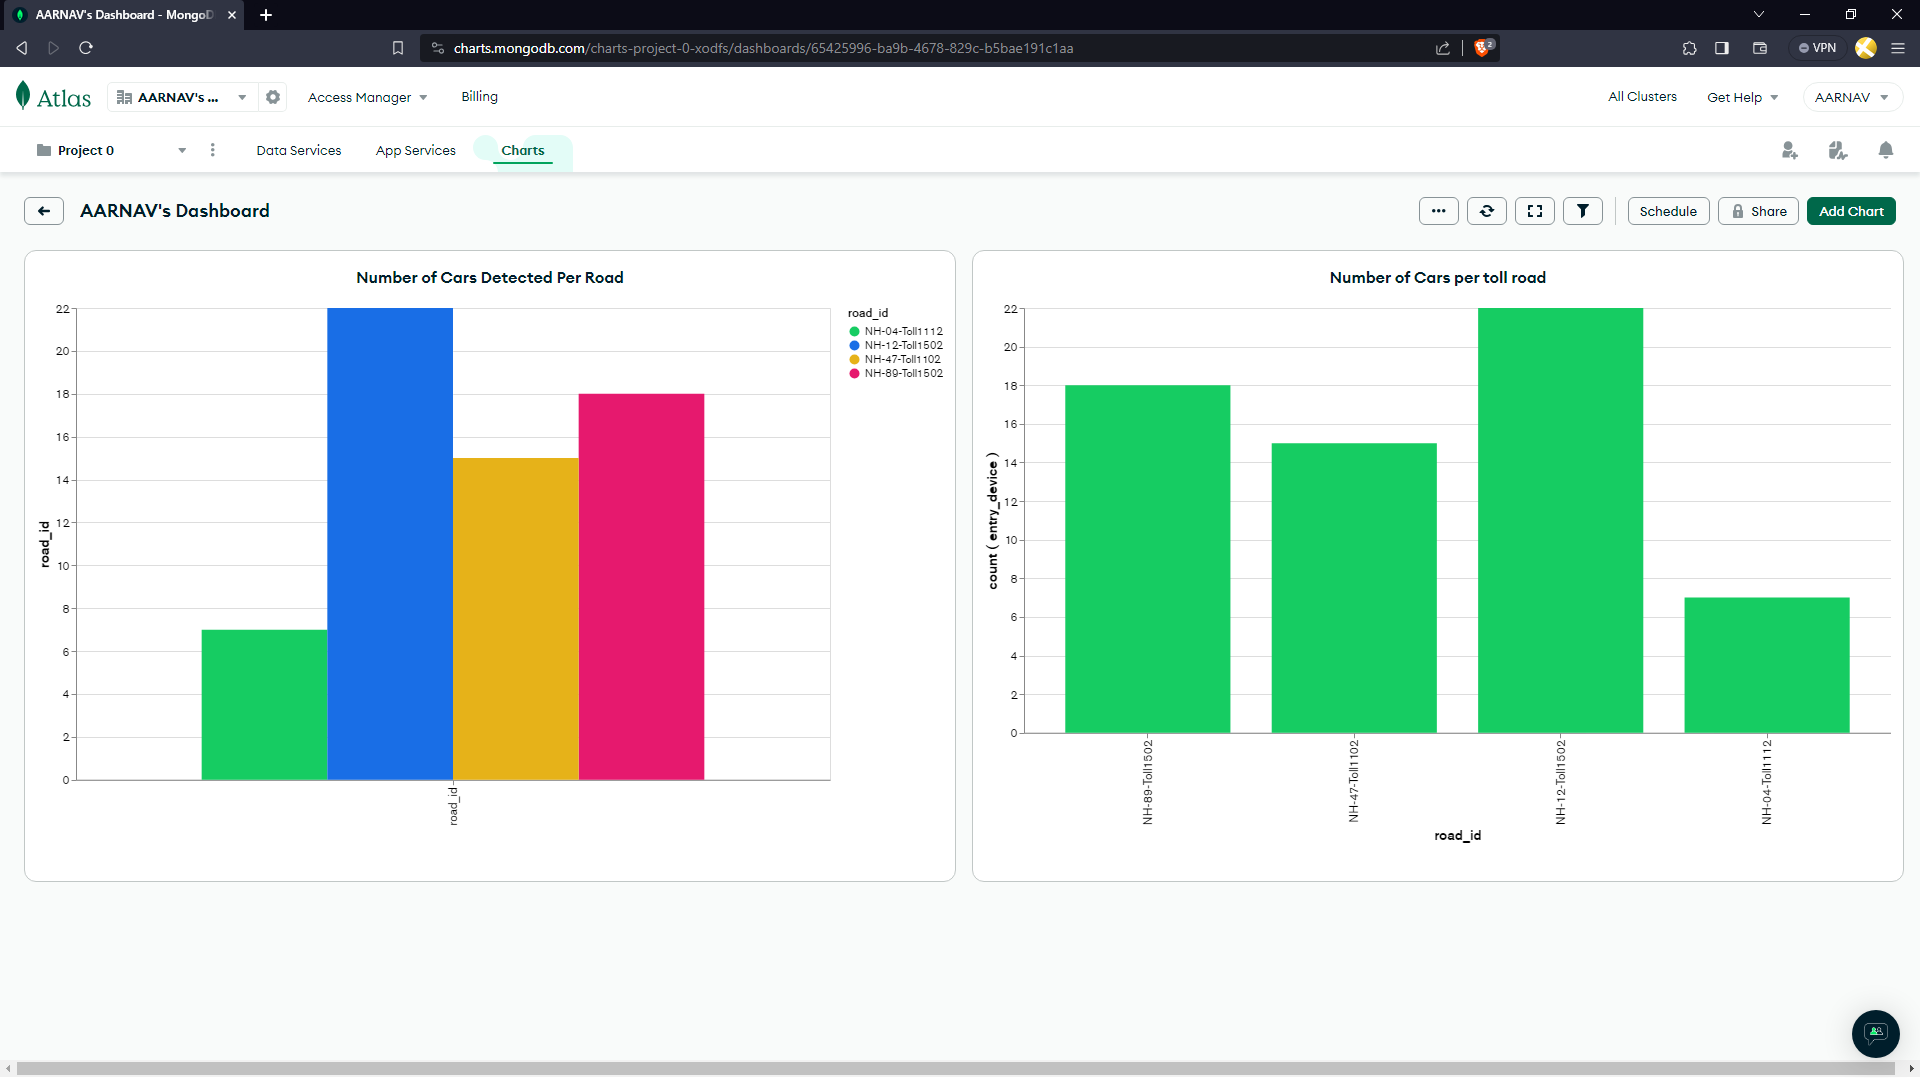 AARNAV's Dashboard - MongoD
charts.mongodb.com/charts-project-0-xodfs/dashboards/65425996-ba9b-4678-829c-b5bae191c1aa
2
VPN
Atlas
AARNAV's ...
Access Manager
Billing
All Clusters
Get Help
AARNAV
Project 0
Data Services
App Services
Charts
AARNAV's Dashboard
Schedule
Share
Add Chart
Number of Cars Detected Per Road
22
20
18
16
14
12
10
8
6
4
2
0
road_id
road_id
road_id
NH-04-Toll1112
NH-12-Toll1502
NH-47-Toll1102
NH-89-Toll1502
Number of Cars per toll road
22
20
18
16
14
12
10
8
6
4
2
0
count ( entry_device )
NH-89-Toll1502
NH-47-Toll1102
NH-12-Toll1502
NH-04-Toll1112
road_id